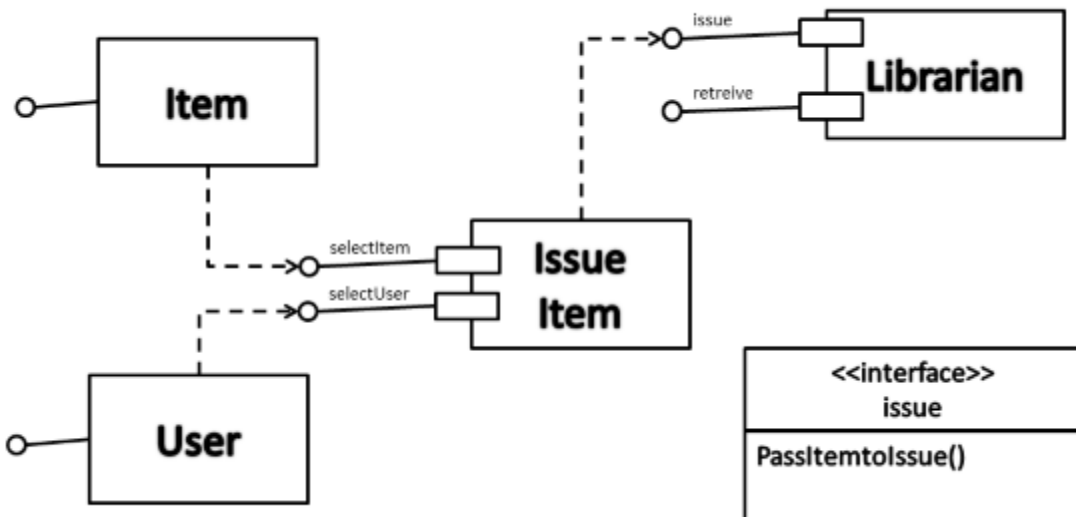 issue
Item
Librarian
retreive
selectItem
Issue
Item
selectUser
<<interface>>
issue
User
PassItemtoIssue()